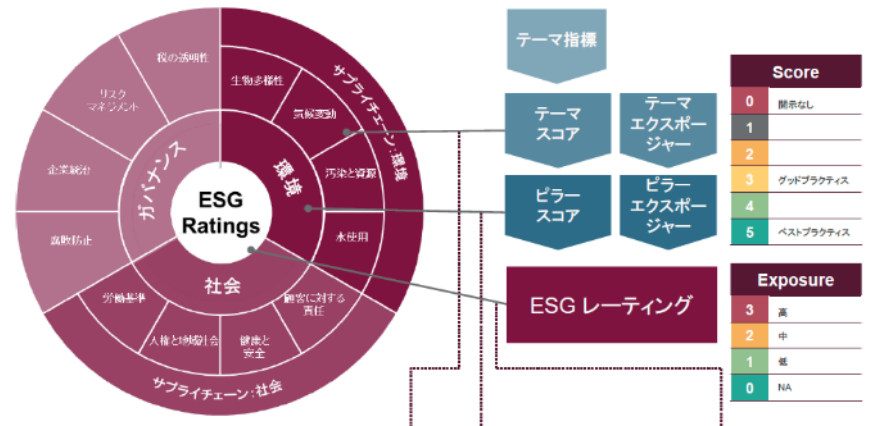 税の透明性
リスク
マネジメント
企業統治
腐敗防止
ガバナンス
生物多様性
気候変動
汚染と資源
水使用
環境
サプライチェーン:環境
ESG
Ratings
社会
労働基準
人権と地域社会
健康と
安全
顧客に対する
責任
サプライチェーン:社会
テーマ指標
テーマ
スコア
テーマ
エクスポー
ジャー
ピラー
スコア
ピラー
エクスポー
ジャー
ESG レーティング
Score
0 開示なし
1
2
3 グッドプラクティス
4
5 ベストプラクティス
Exposure
3 高
2 中
1 低
0 NA